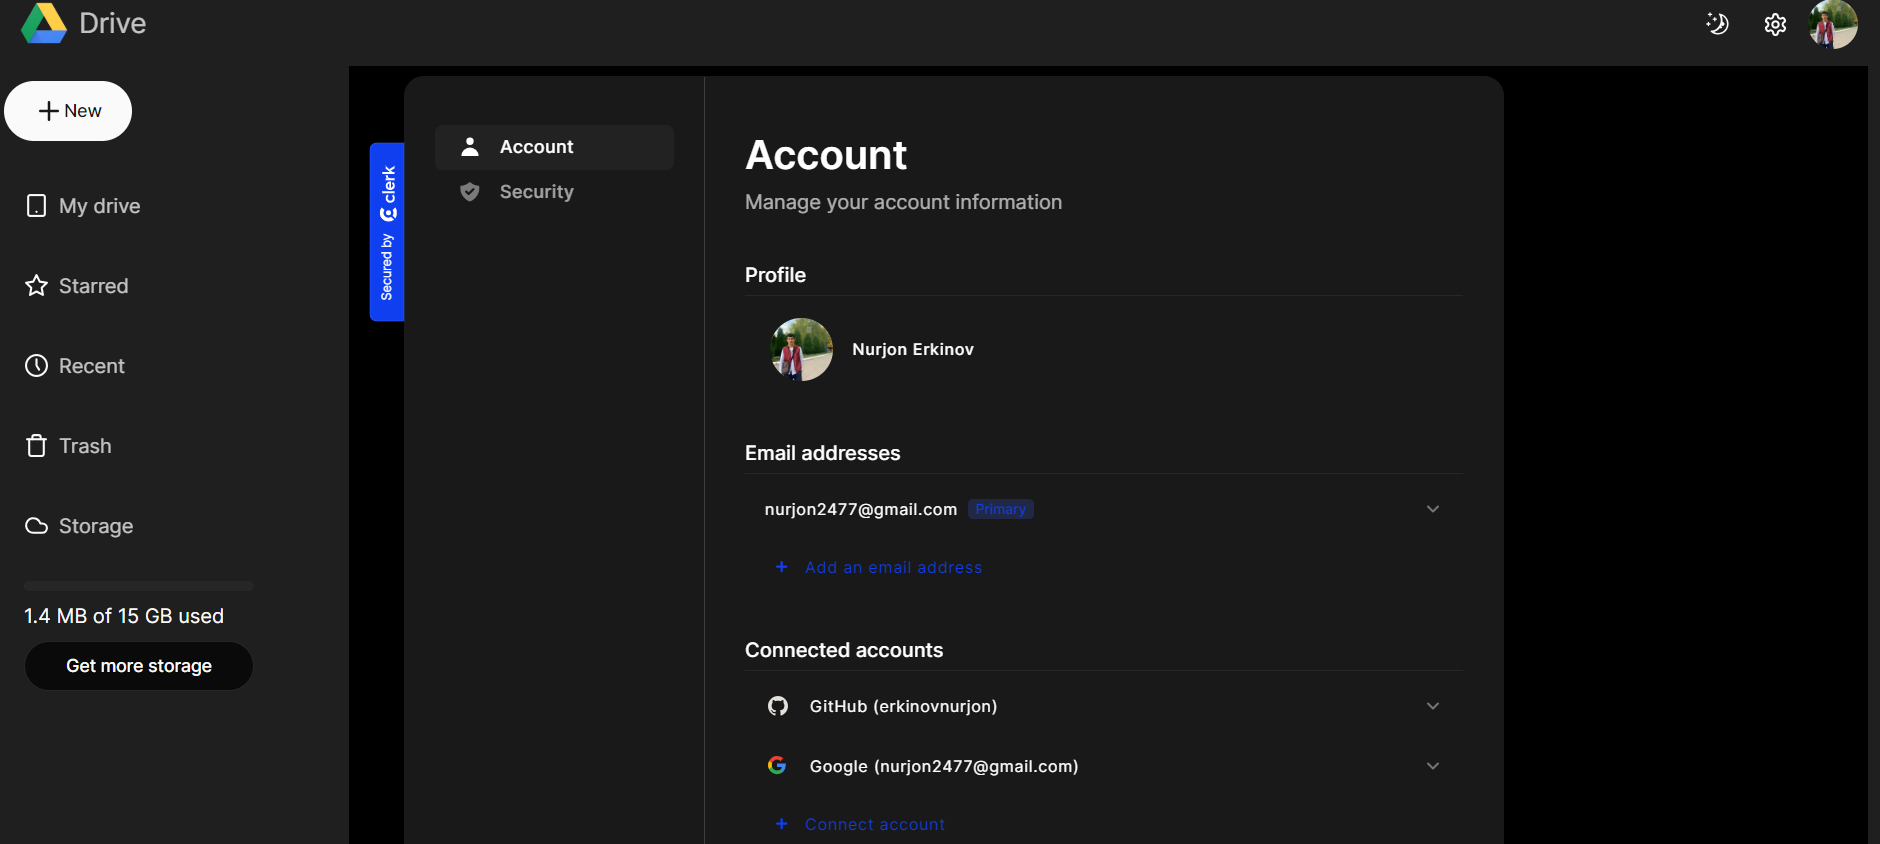 Drive
New
My drive
Starred
Recent
Trash
Storage
1.4 MB of 15 GB used
Get more storage
Secured by clerk
Account
Security
Account
Manage your account information
Profile
Nurjon Erkinov
Email addresses
nurjon2477@gmail.com Primary
+ Add an email address
Connected accounts
GitHub (erkinovnurjon)
Google (nurjon2477@gmail.com)
+ Connect account